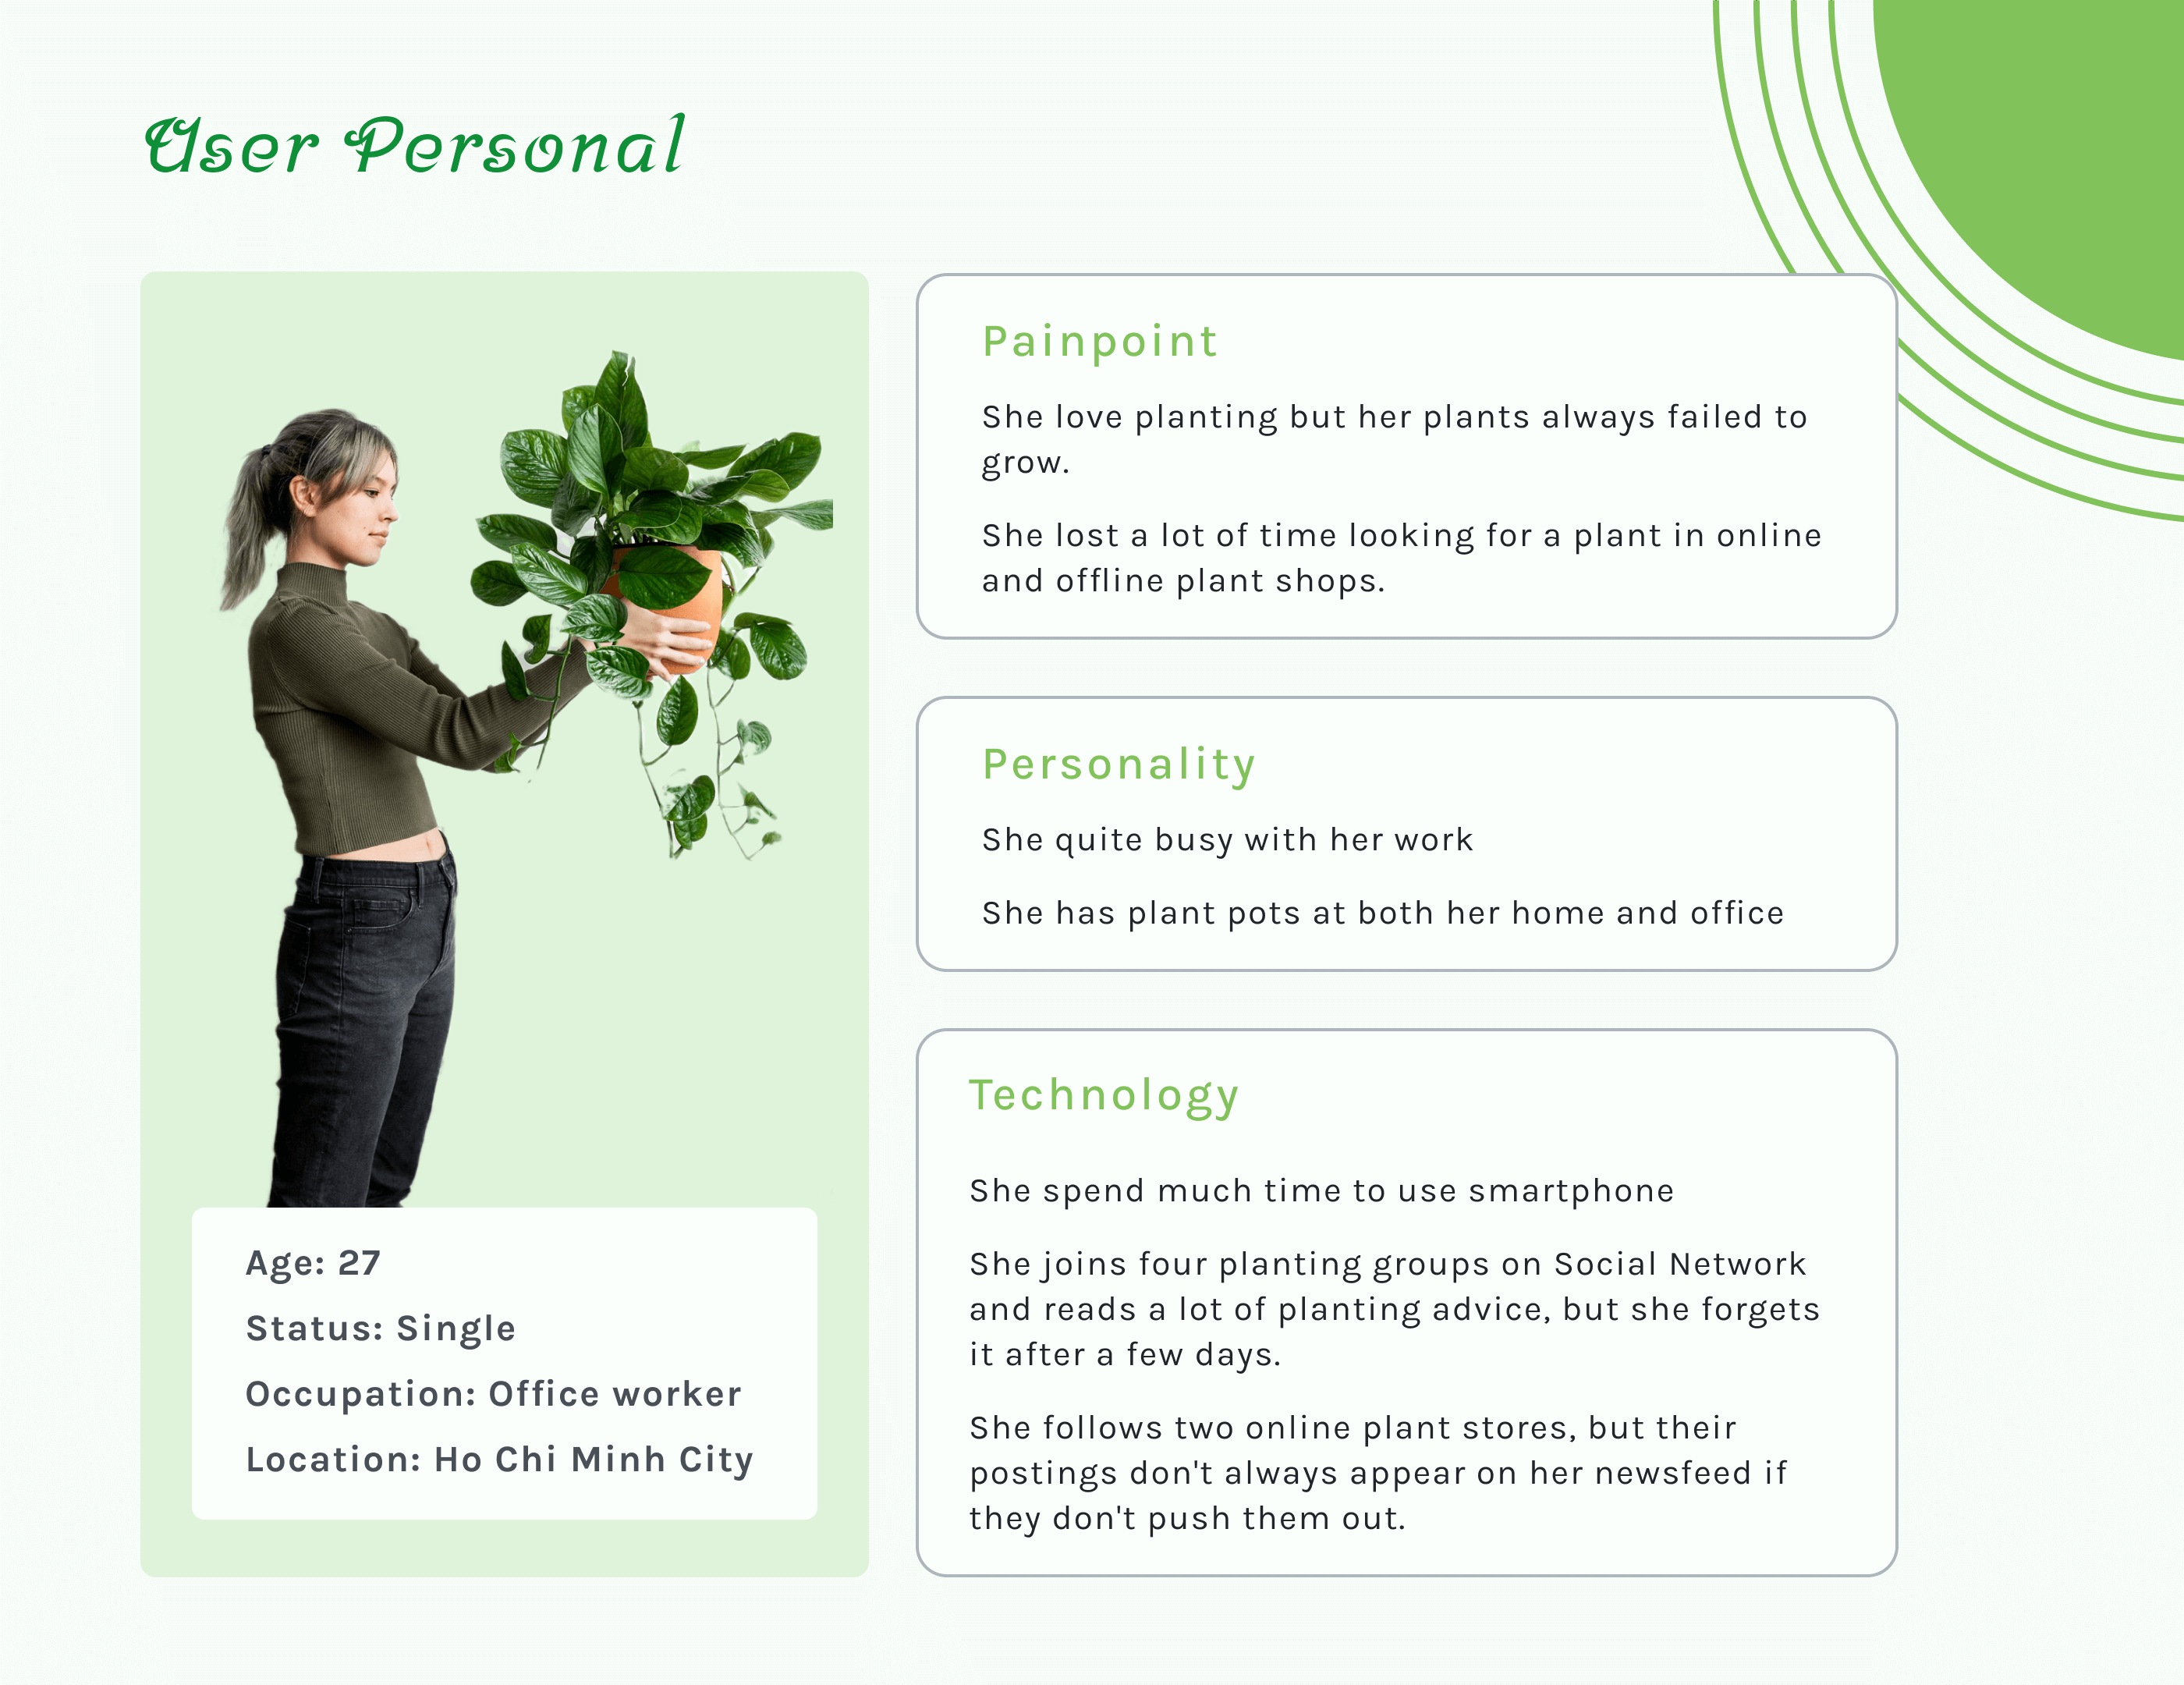 User Personal
Age: 27
Status: Single
Occupation: Office worker
Location: Ho Chi Minh City
Painpoint
She love planting but her plants always failed to
grow.
She lost a lot of time looking for a plant in online
and offline plant shops.
Personality
She quite busy with her work
She has plant pots at both her home and office
Technology
She spend much time to use smartphone
She joins four planting groups on Social Network
and reads a lot of planting advice, but she forgets
it after a few days.
She follows two online plant stores, but their
postings don't always appear on her newsfeed if
they don't push them out.